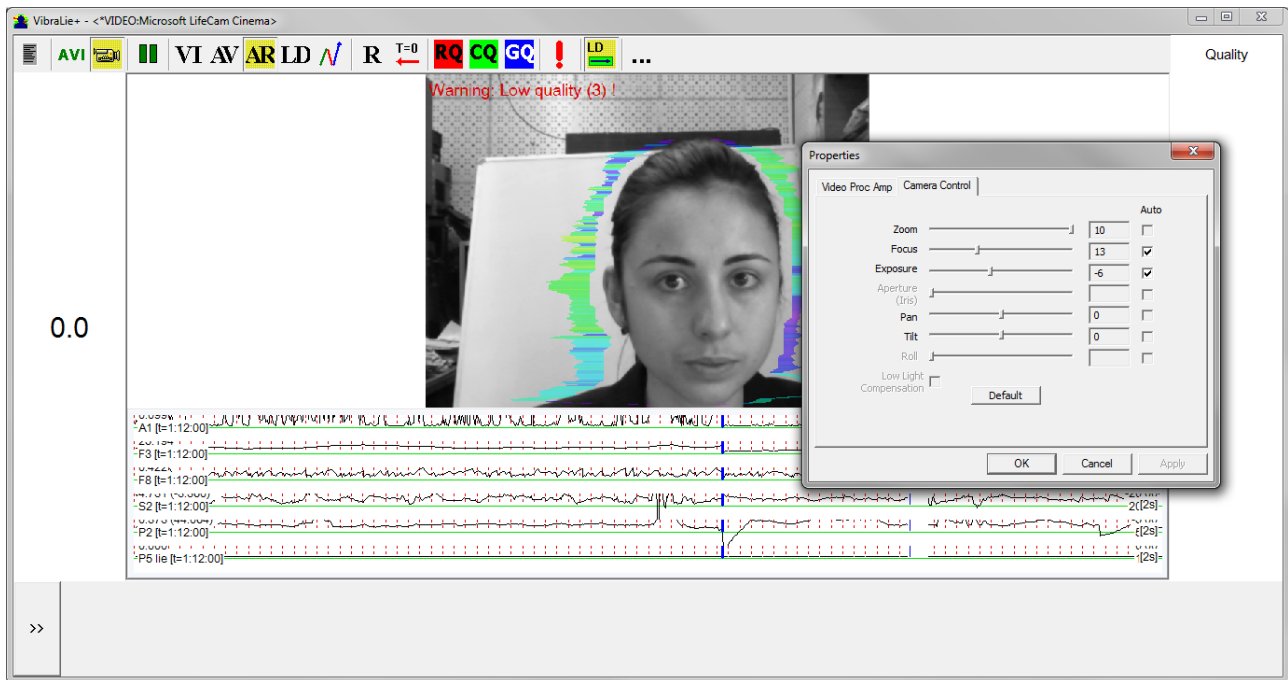 VibraLie+ - <*VIDEO:Microsoft LifeCam Cinema>
AVI VI AV AR LD R T=0 RQ CQ GQ ! LD ...
Quality
Warning: Low quality (3) !
0.0
Properties
Video Proc Amp Camera Control
Auto
Zoom 10
Focus 13
Exposure -6
Aperture (Iris)
Pan 0
Tilt 0
Roll
Low Light Compensation
Default
OK Cancel Apply
A1 [t=1:12:00]
F3 [t=1:12:00]
F8 [t=1:12:00]
S2 [t=1:12:00] [2s]
P2 [t=1:12:00] [2s]
P5 lie [t=1:12:00] [2s]
>>